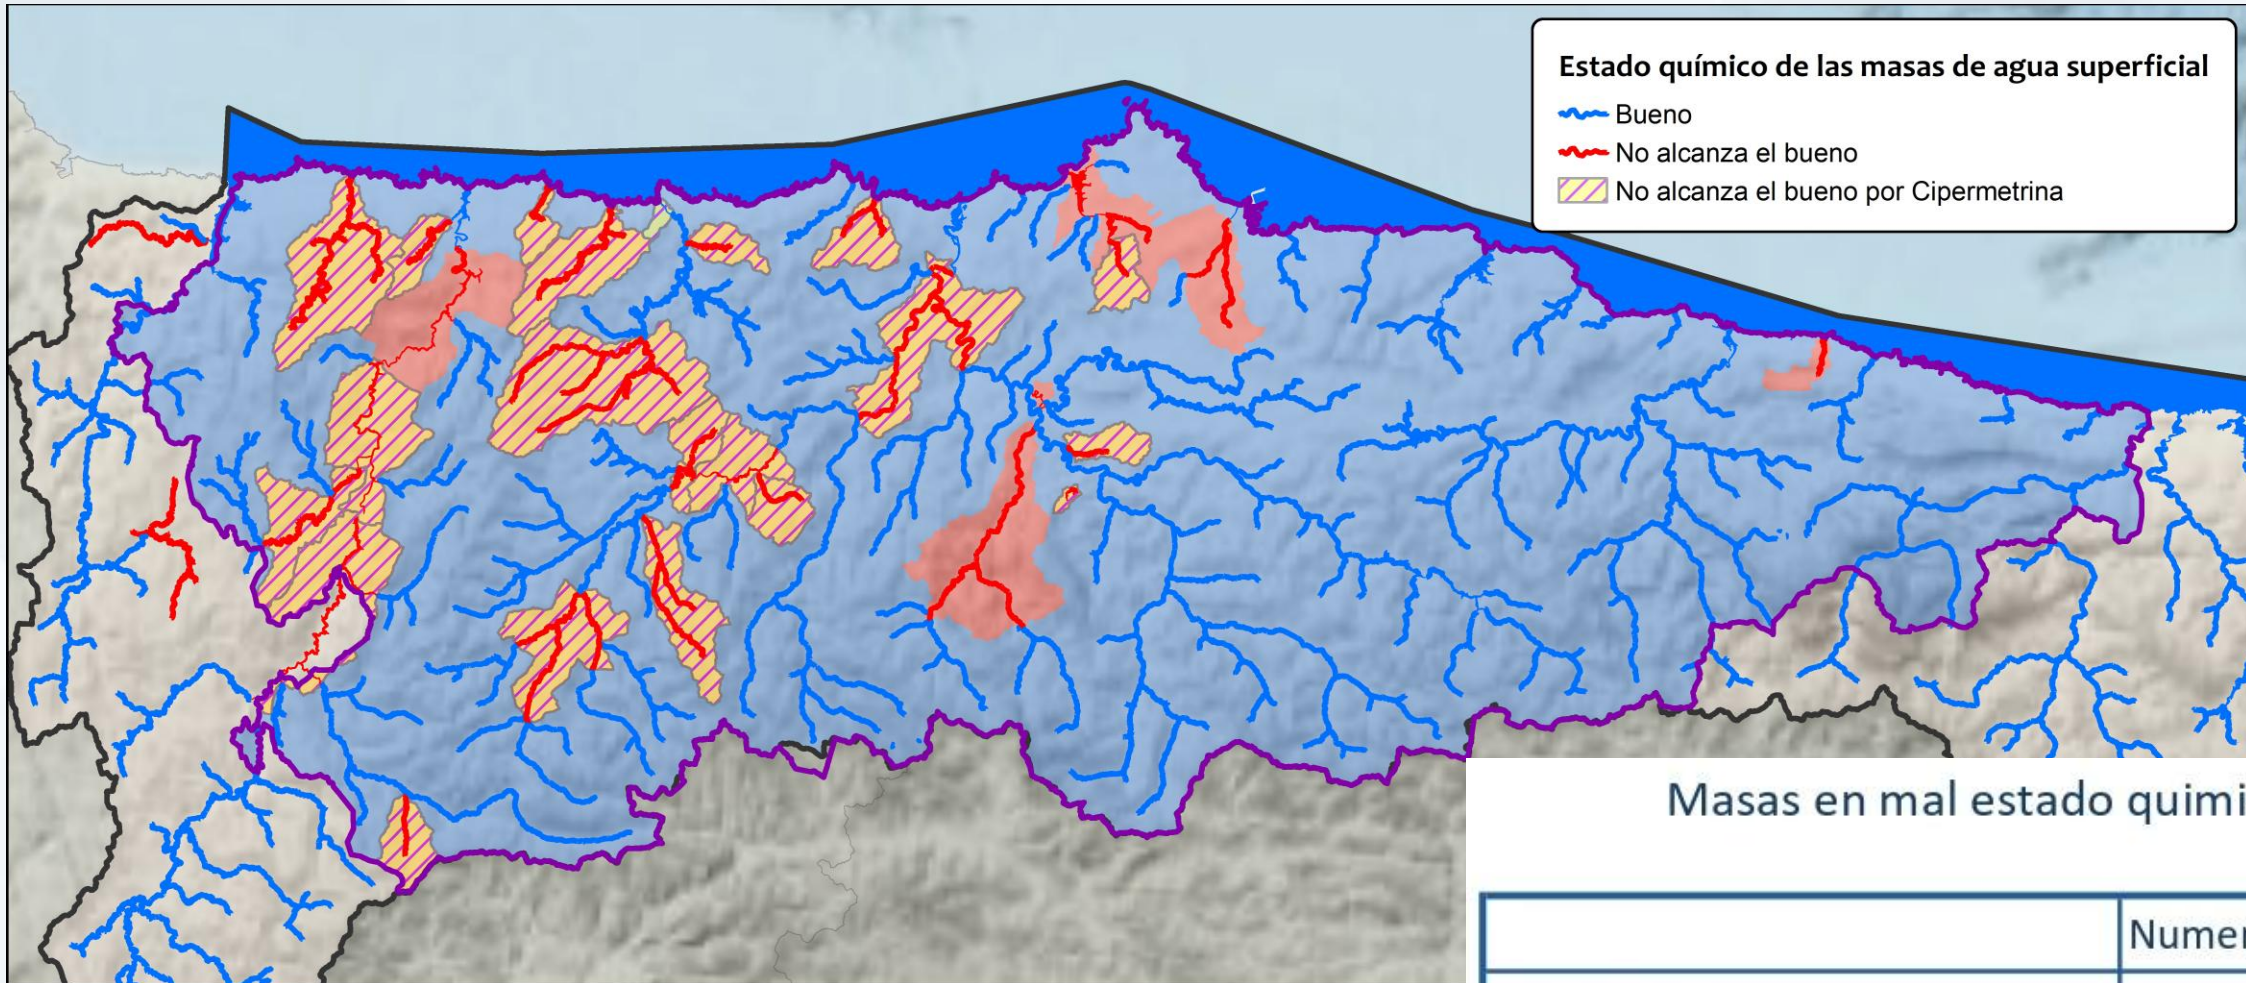 Estado químico de las masas de agua superficial
Bueno
No alcanza el bueno
No alcanza el bueno por Cipermetrina
Masas en mal estado quimi
Numer